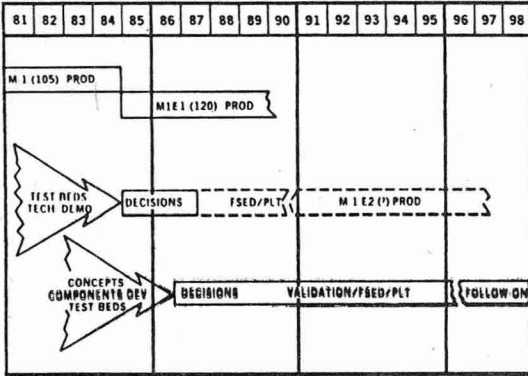 81 82 83 84 85 86 87 88 89 90 91 92 93 94 95 96 97 98
M 1 (105) PROD
M1E1 (120) PROD
TEST BEDS
TECH DEMO
DECISIONS
FSED/PLT
M 1 E2 (?) PROD
CONCEPTS
COMPONENTS DEV
TEST BEDS
DECISIONS
VALIDATION/FSED/PLT
FOLLOW ON